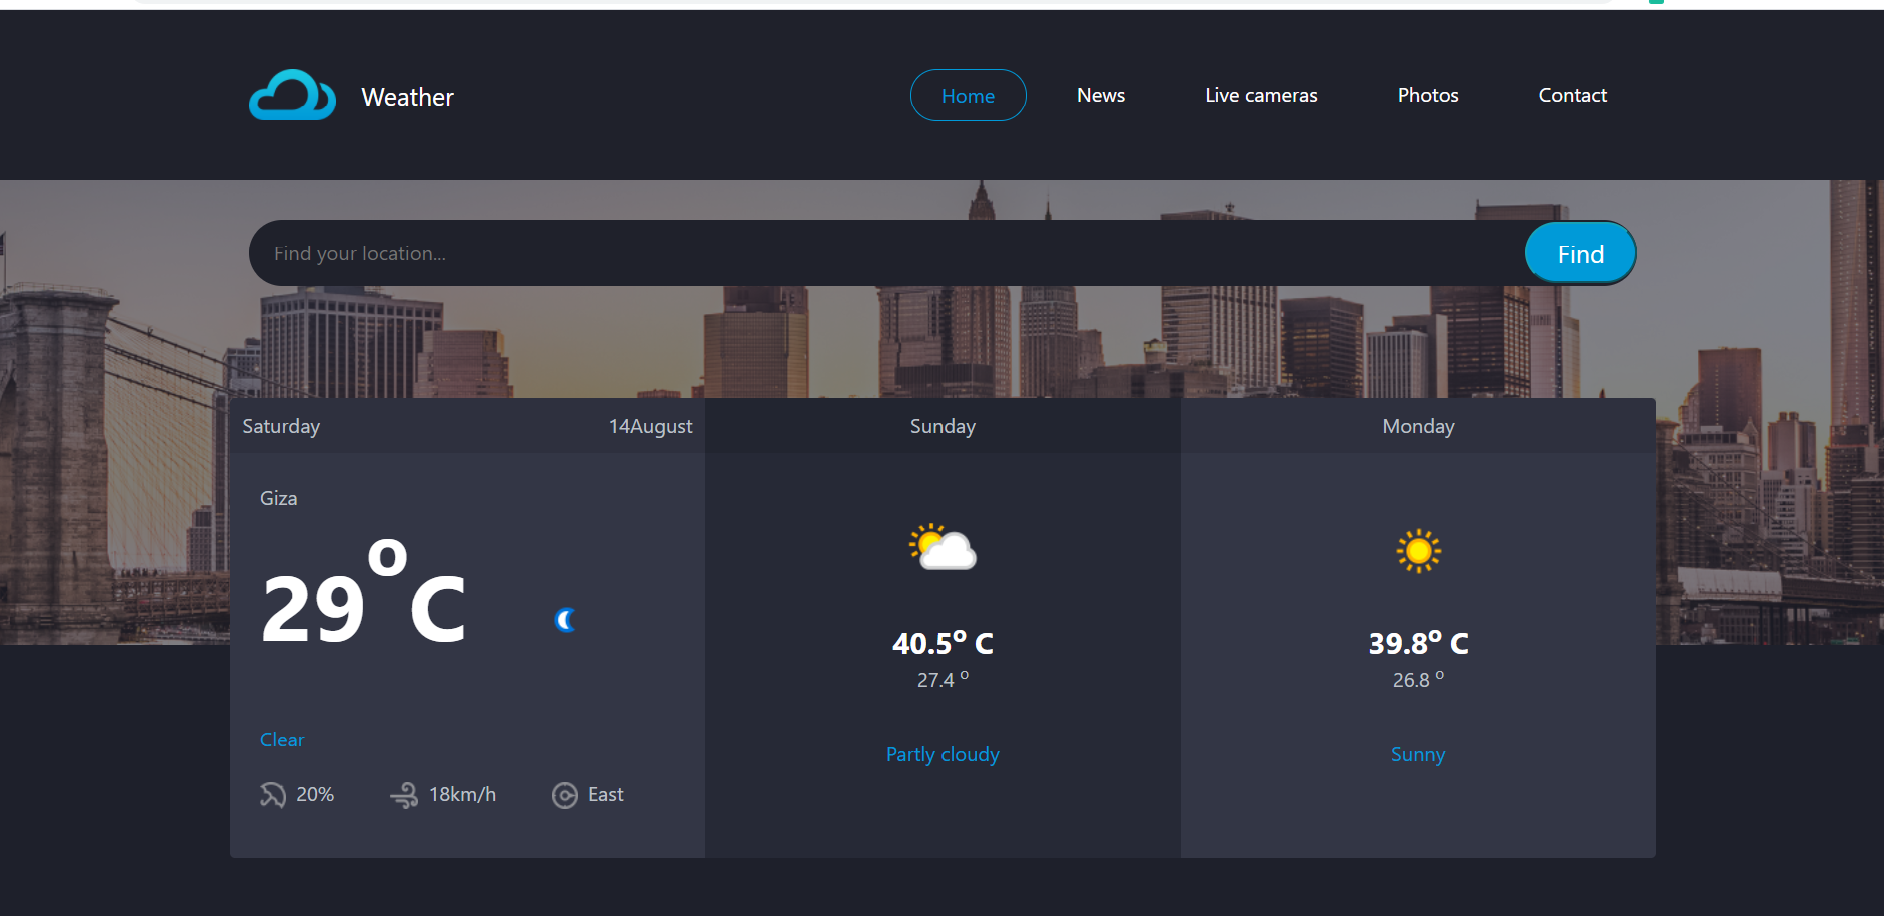 Weather
Home News Live cameras Photos Contact
Find your location...
Find
Saturday 14August
Giza
29°C
Clear
20% 18km/h East
Sunday
40.5° C
27.4 °
Partly cloudy
Monday
39.8° C
26.8 °
Sunny